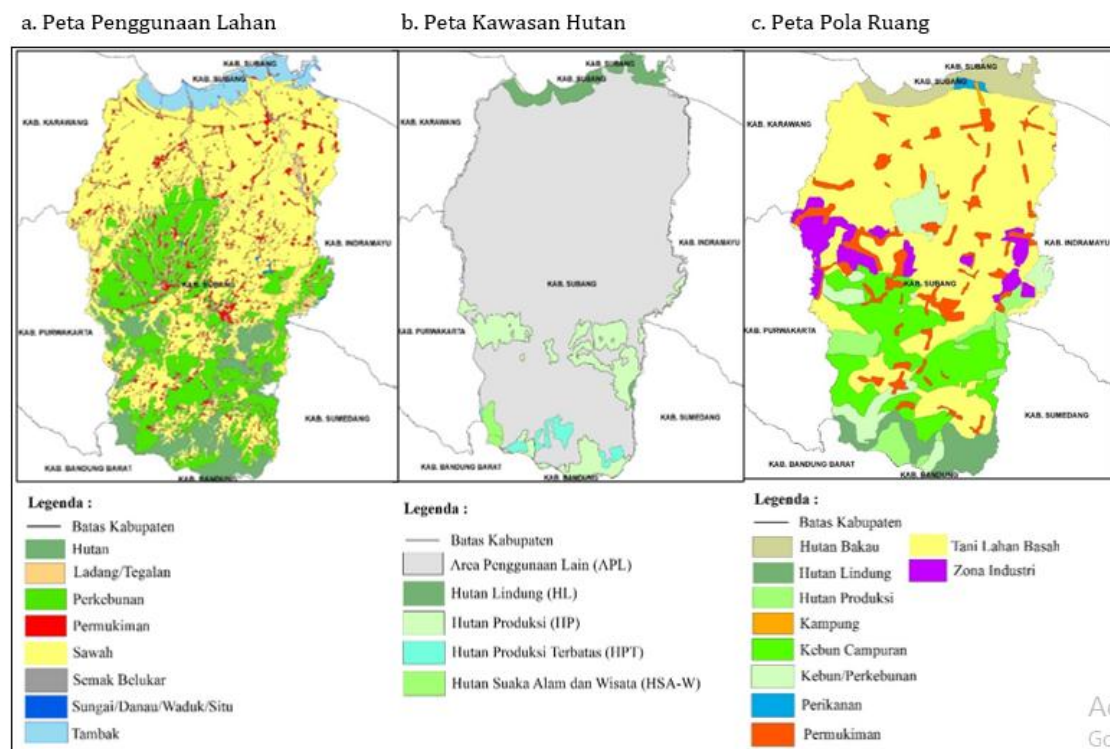 a. Peta Penggunaan Lahan
b. Peta Kawasan Hutan
c. Peta Pola Ruang
KAB. SUBANG
KAB. SUBANG
KAB. KARAWANG
KAB. INDRAMAYU
KAB. SUBANG
KAB. PURWAKARTA
KAB. SUMEDANG
KAB. BANDUNG BARAT
KAB. BANDUNG
KAB. SUBANG
KAB. SUBANG
KAB. KARAWANG
KAB. INDRAMAYU
KAB. SUBANG
KAB. PURWAKARTA
KAB. SUMEDANG
KAB. BANDUNG BARAT
KAB. BANDUNG
KAB. SUBANG
KAB. SUBANG
KAB. KARAWANG
KAB. INDRAMAYU
KAB. SUBANG
KAB. PURWAKARTA
KAB. SUMEDANG
KAB. BANDUNG BARAT
KAB. BANDUNG
Legenda :
Batas Kabupaten
Hutan
Ladang/Tegalan
Perkebunan
Permukiman
Sawah
Semak Belukar
Sungai/Danau/Waduk/Situ
Tambak
Legenda :
Batas Kabupaten
Area Penggunaan Lain (APL)
Hutan Lindung (HL)
Hutan Produksi (HP)
Hutan Produksi Terbatas (HPT)
Hutan Suaka Alam dan Wisata (HSA-W)
Legenda :
Batas Kabupaten
Hutan Bakau
Hutan Lindung
Hutan Produksi
Kampung
Kebun Campuran
Kebun/Perkebunan
Perikanan
Permukiman
Tani Lahan Basah
Zona Industri